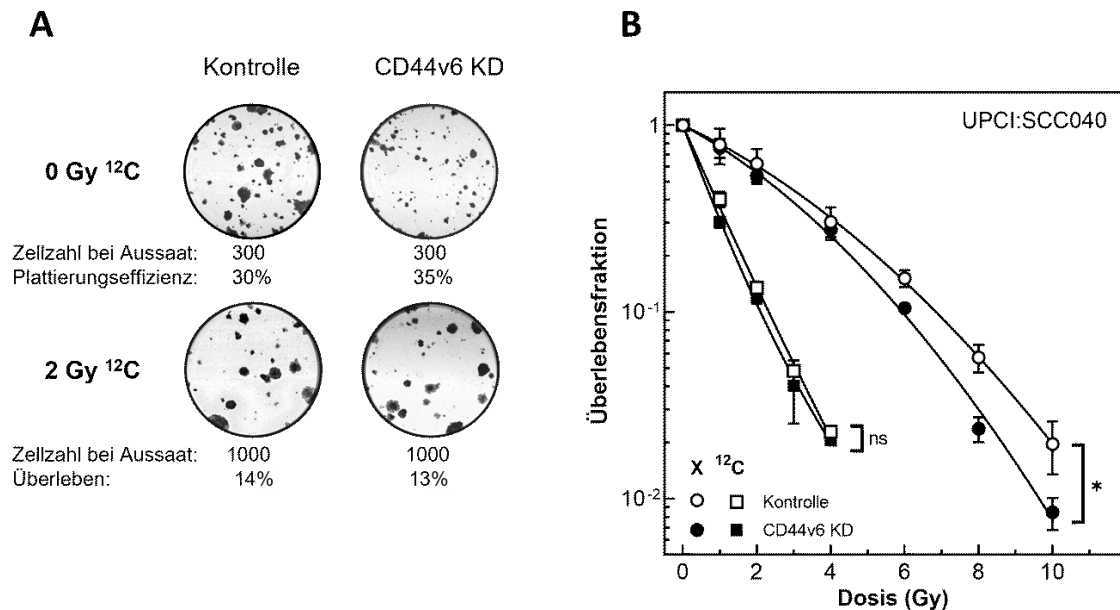 A
Kontrolle CD44v6 KD
0 Gy ¹²C
Zellzahl bei Aussaat: 300 300
Plattierungseffizienz: 30% 35%
2 Gy ¹²C
Zellzahl bei Aussaat: 1000 1000
Überleben: 14% 13%
B
UPCI:SCC040
Überlebensfraktion
1
10⁻¹
10⁻²
ns
*
X ¹²C
Kontrolle
CD44v6 KD
0 2 4 6 8 10
Dosis (Gy)